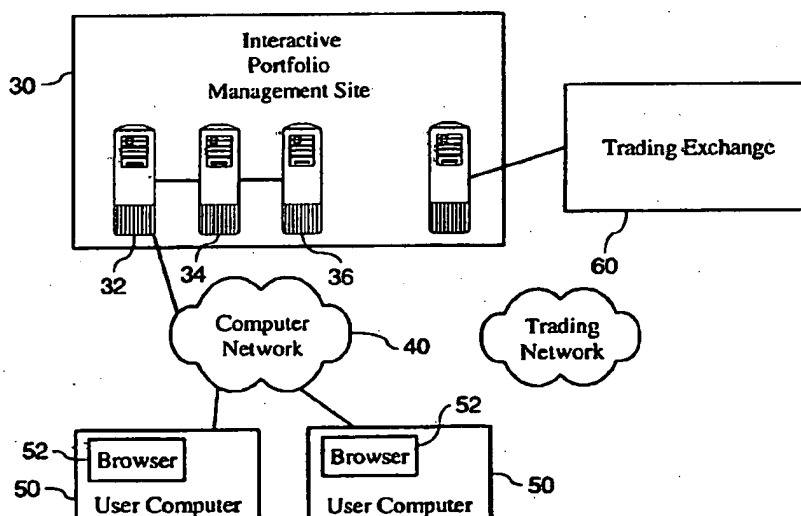 Interactive
Portfolio
Management Site
30
Trading Exchange
32
34
36
60
Computer
Network
40
Trading
Network
52
Browser
50
User Computer
52
Browser
50
User Computer